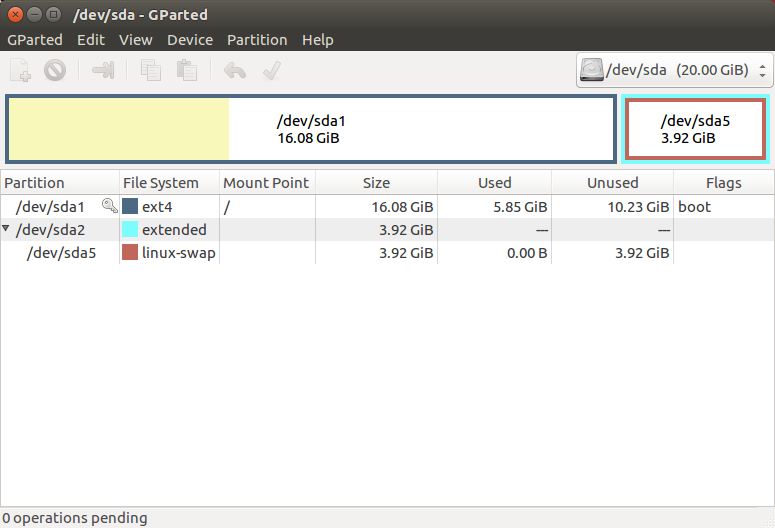 /dev/sda - GParted
GParted Edit View Device Partition Help
/dev/sda (20.00 GiB)
/dev/sda1
16.08 GiB
/dev/sda5
3.92 GiB
Partition File System Mount Point Size Used Unused Flags
/dev/sda1 ext4 / 16.08 GiB 5.85 GiB 10.23 GiB boot
/dev/sda2 extended 3.92 GiB --- ---
/dev/sda5 linux-swap 3.92 GiB 0.00 B 3.92 GiB
0 operations pending